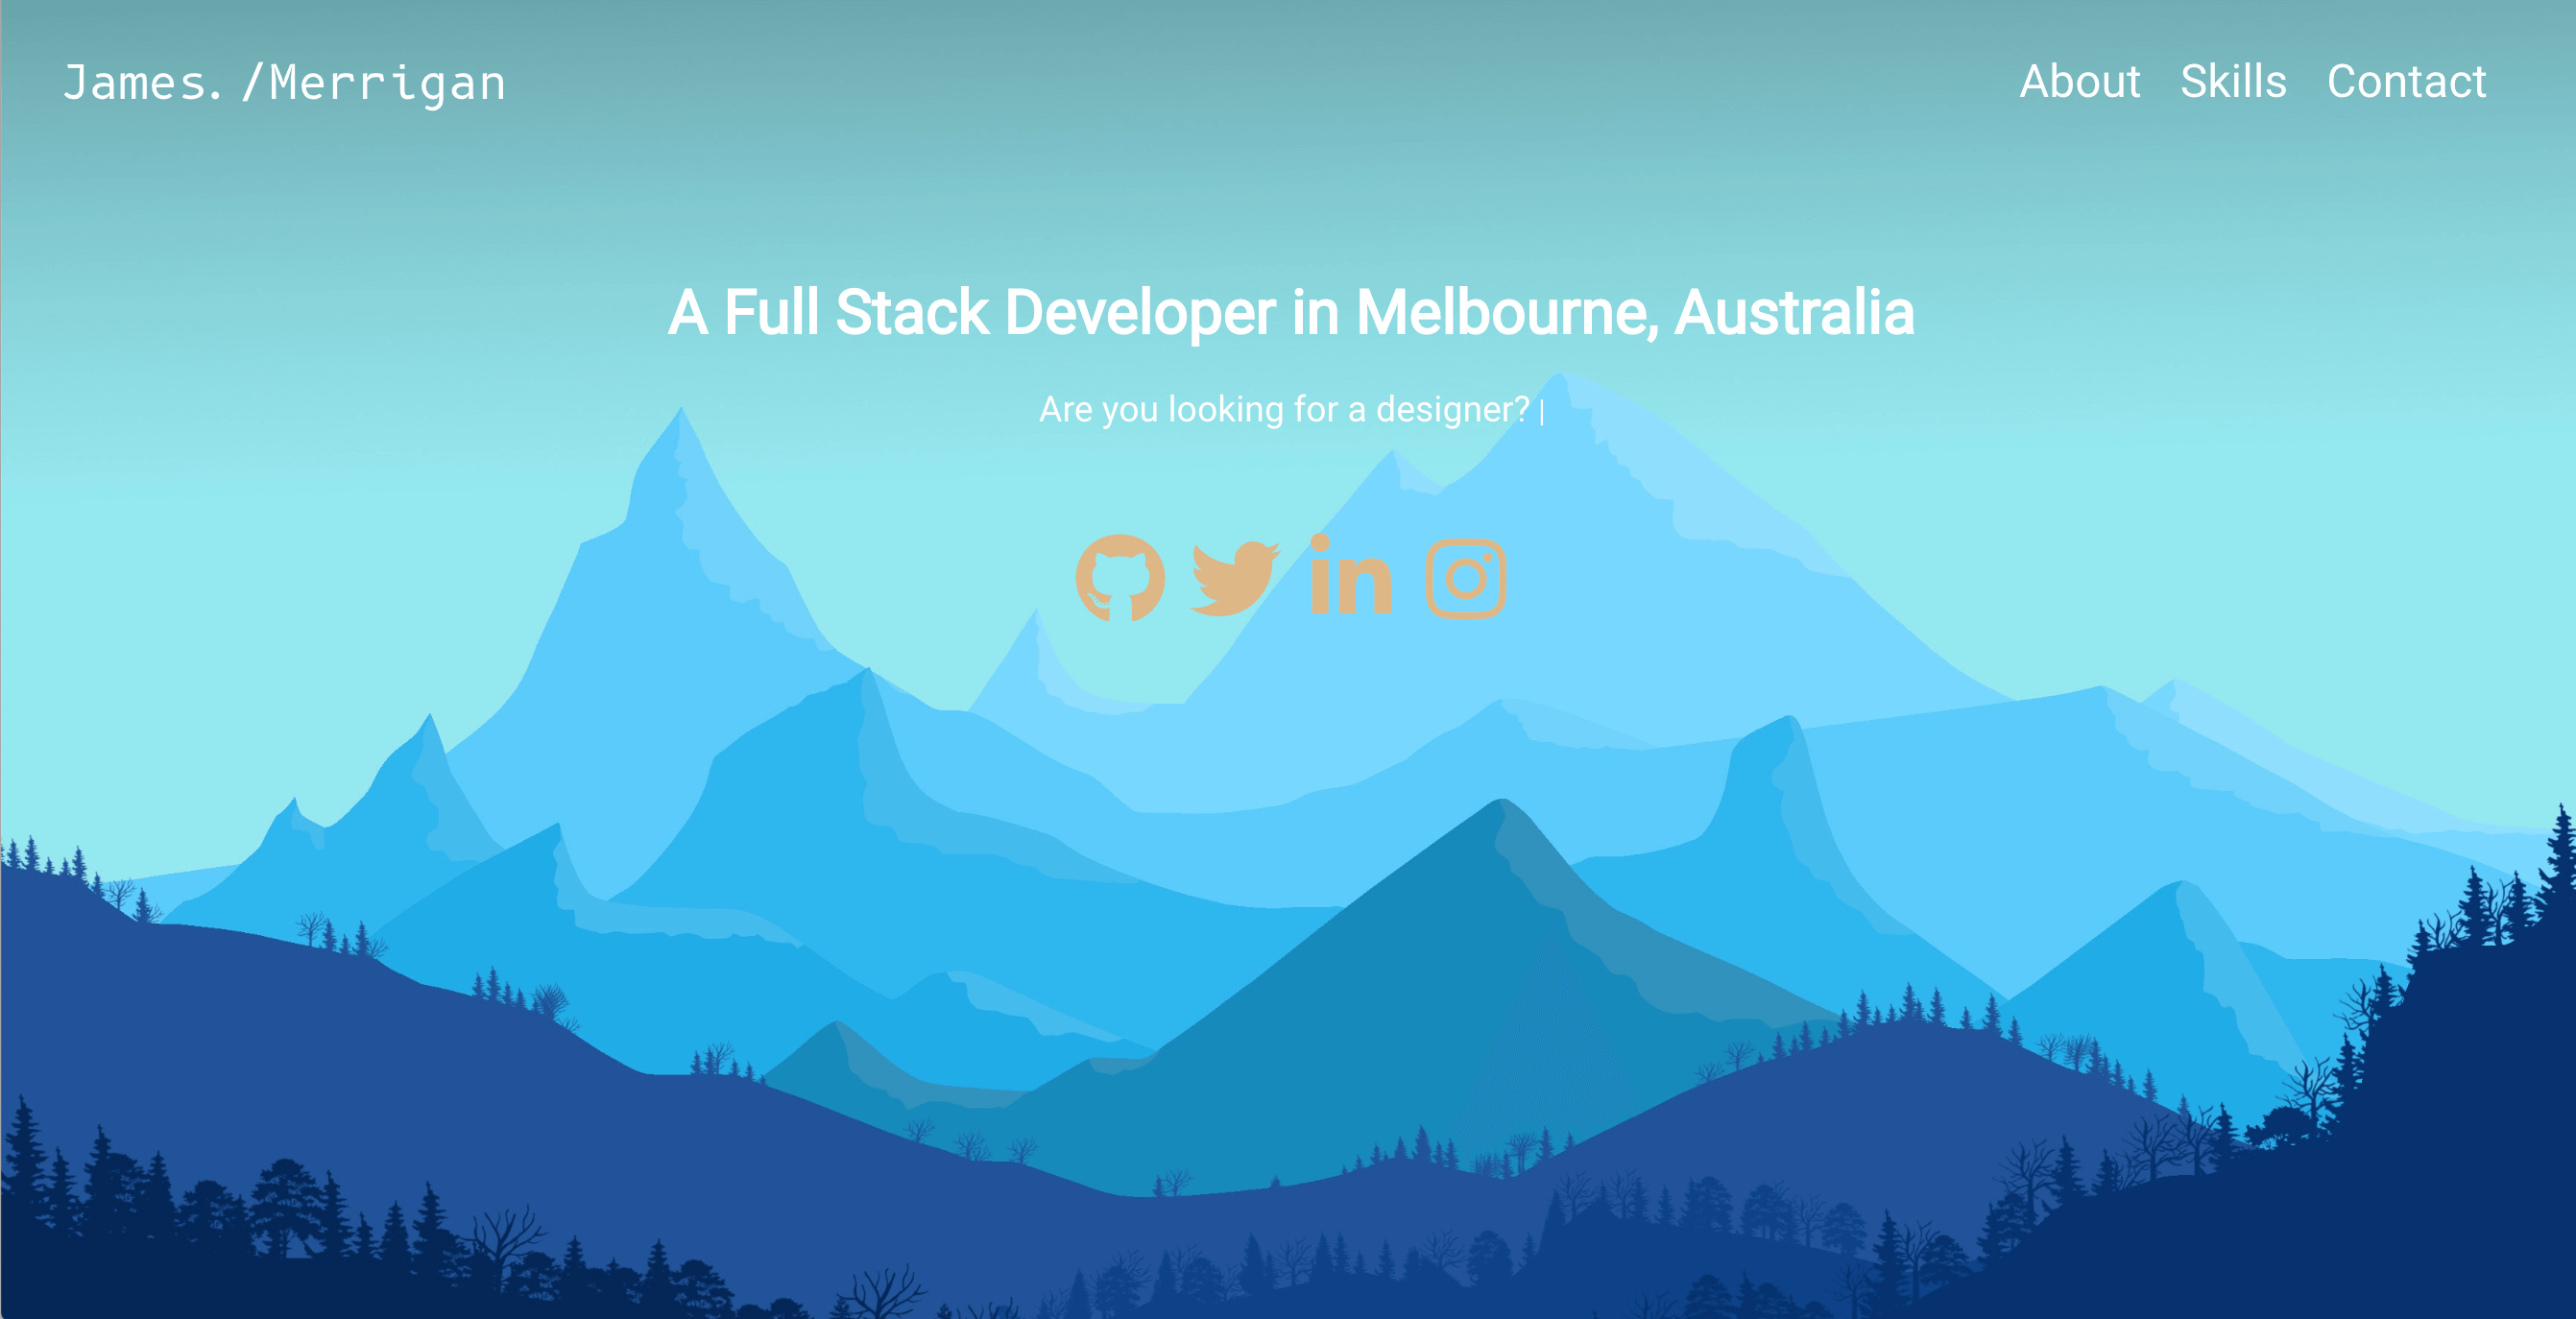 James. /Merrigan
About Skills Contact
A Full Stack Developer in Melbourne, Australia
Are you looking for a designer? |
in